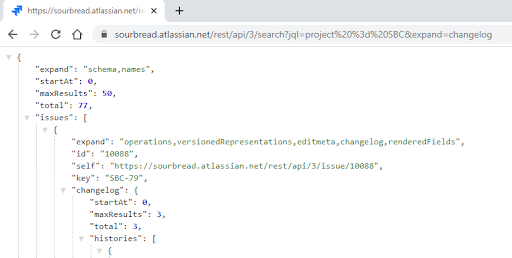 https://sourbread.atlassian.net/re
sourbread.atlassian.net/rest/api/3/search?jql=project%20%3d%20SBC&expand=changelog
{
"expand": "schema,names",
"startAt": 0,
"maxResults": 50,
"total": 77,
"issues": [
{
"expand": "operations,versionedRepresentations,editmeta,changelog,renderedFields",
"id": "10088",
"self": "https://sourbread.atlassian.net/rest/api/3/issue/10088",
"key": "SBC-79",
"changelog": {
"startAt": 0,
"maxResults": 3,
"total": 3,
"histories": [
{